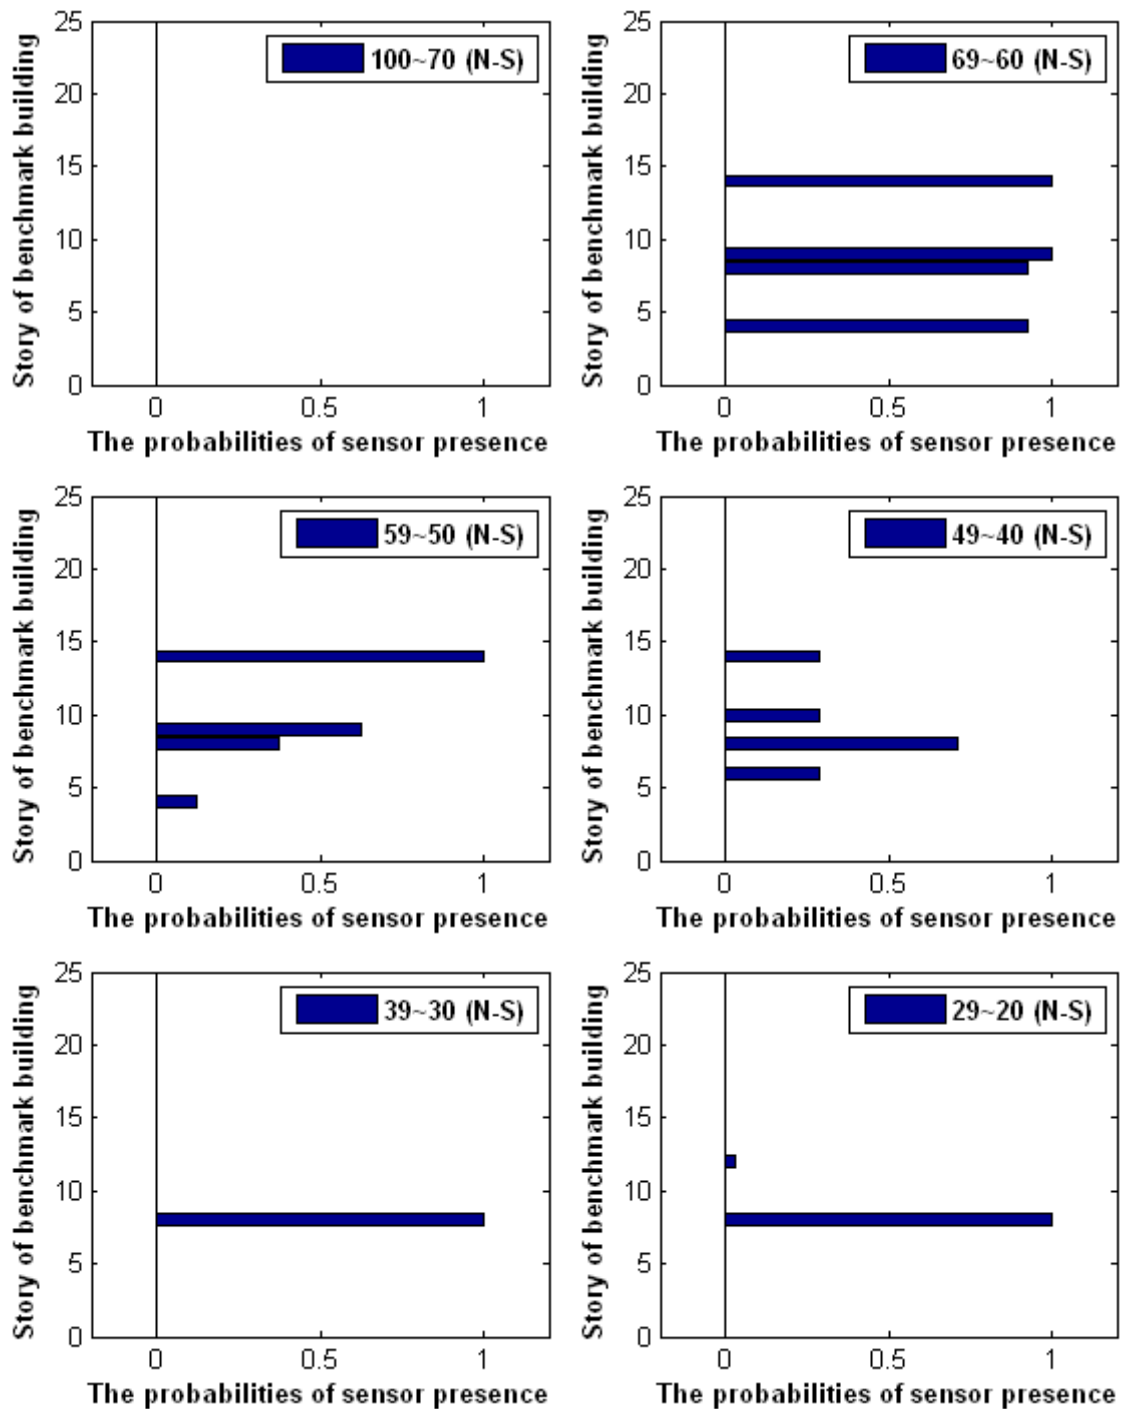 25
20
15
10
5
0
Story of benchmark building
100~70 (N-S)
0 0.5 1
The probabilities of sensor presence
25
20
15
10
5
0
Story of benchmark building
69~60 (N-S)
0 0.5 1
The probabilities of sensor presence
25
20
15
10
5
0
Story of benchmark building
59~50 (N-S)
0 0.5 1
The probabilities of sensor presence
25
20
15
10
5
0
Story of benchmark building
49~40 (N-S)
0 0.5 1
The probabilities of sensor presence
25
20
15
10
5
0
Story of benchmark building
39~30 (N-S)
0 0.5 1
The probabilities of sensor presence
25
20
15
10
5
0
Story of benchmark building
29~20 (N-S)
0 0.5 1
The probabilities of sensor presence